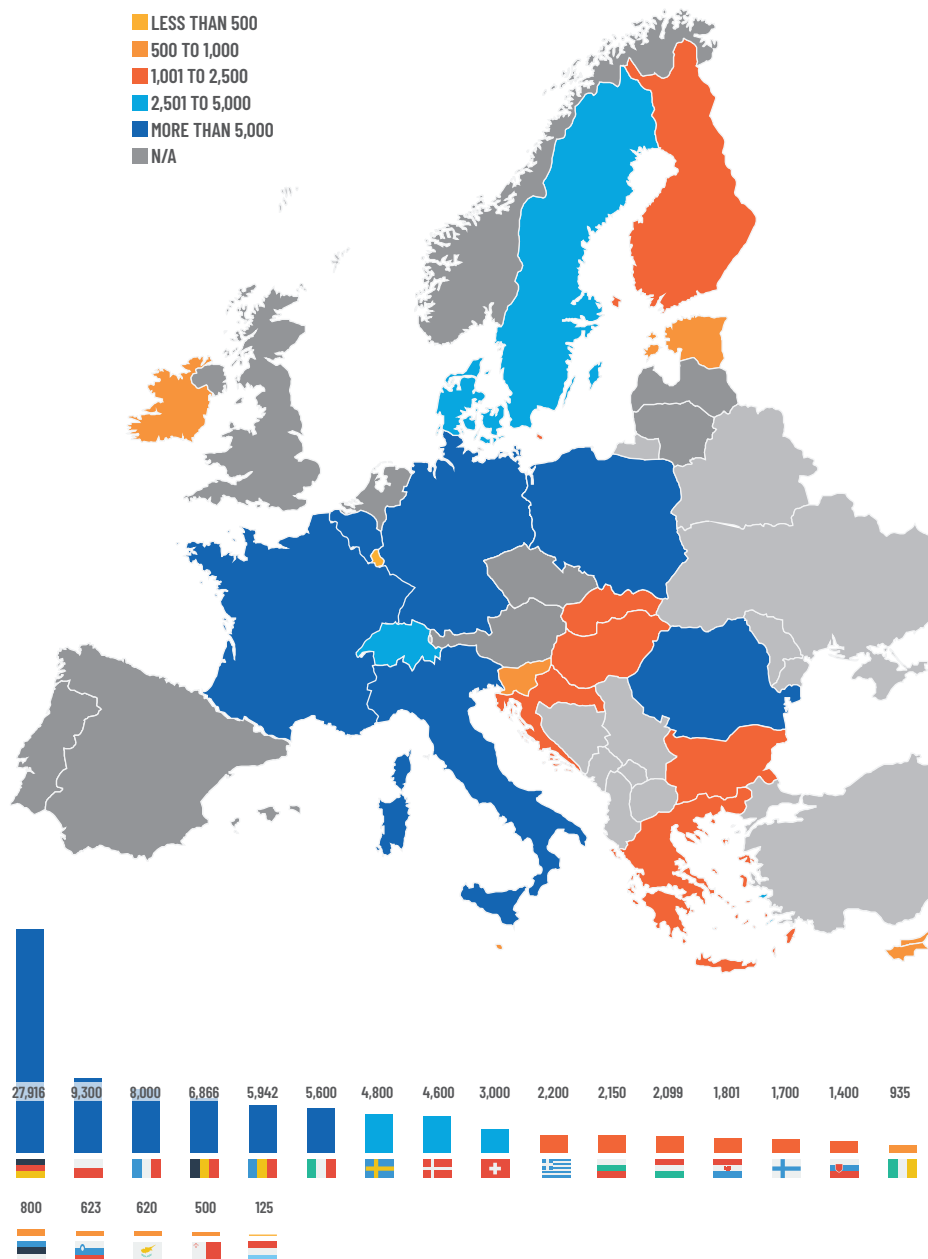 LESS THAN 500
500 TO 1,000
1,001 TO 2,500
2,501 TO 5,000
MORE THAN 5,000
N/A
27,916 9,300 8,000 6,866 5,942 5,600 4,800 4,600 3,000 2,200 2,150 2,099 1,801 1,700 1,400 935
800 623 620 500 125